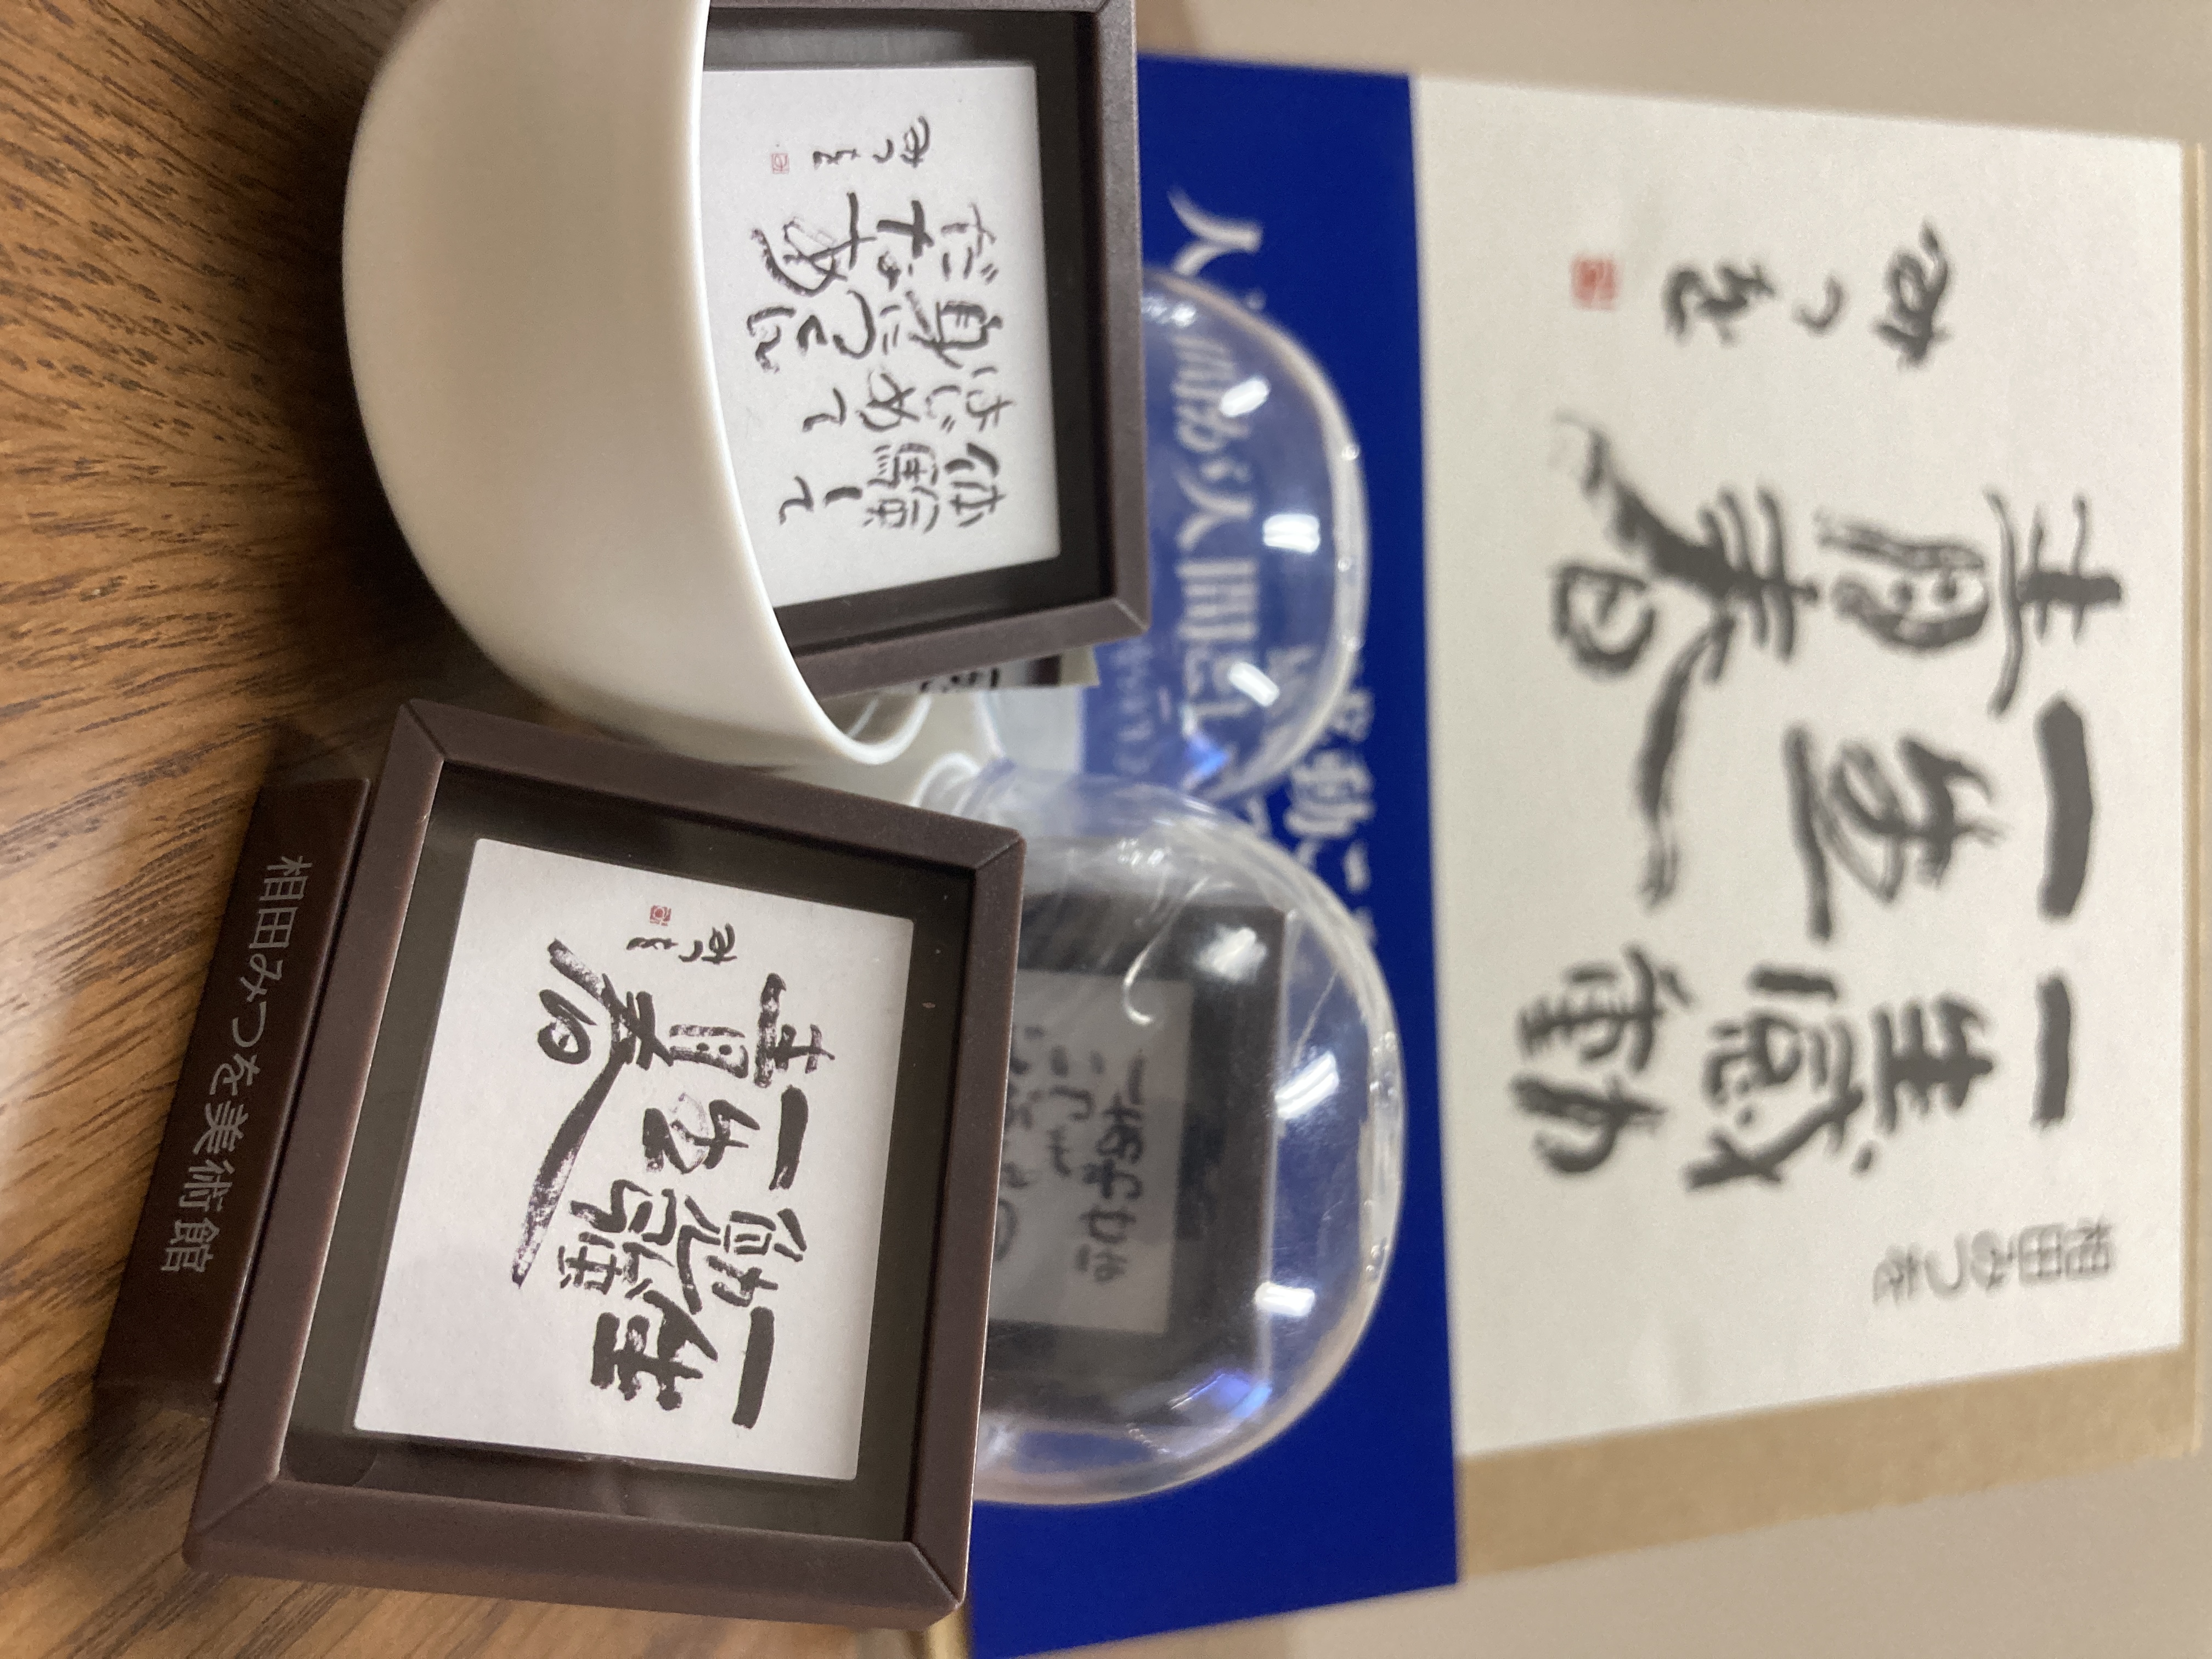 相田みつを
一生感動
一生
青春
みつを
体験して
はじめて
身につくん
だなあ
みつを
一生
勉強
一生
青春
みつを
相田みつを美術館